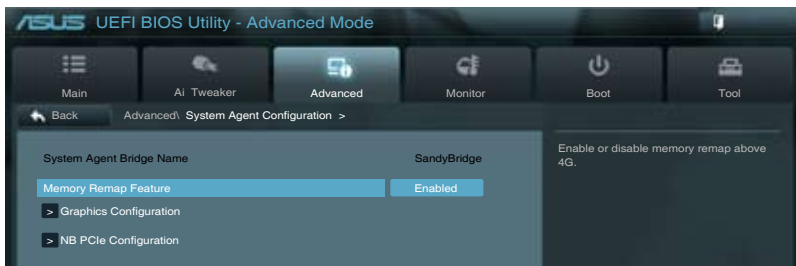 ASUS UEFI BIOS Utility - Advanced Mode
Main Ai Tweaker Advanced Monitor Boot Tool
Back Advanced\ System Agent Configuration >
System Agent Bridge Name SandyBridge
Memory Remap Feature Enabled
> Graphics Configuration
> NB PCIe Configuration
Enable or disable memory remap above
4G.